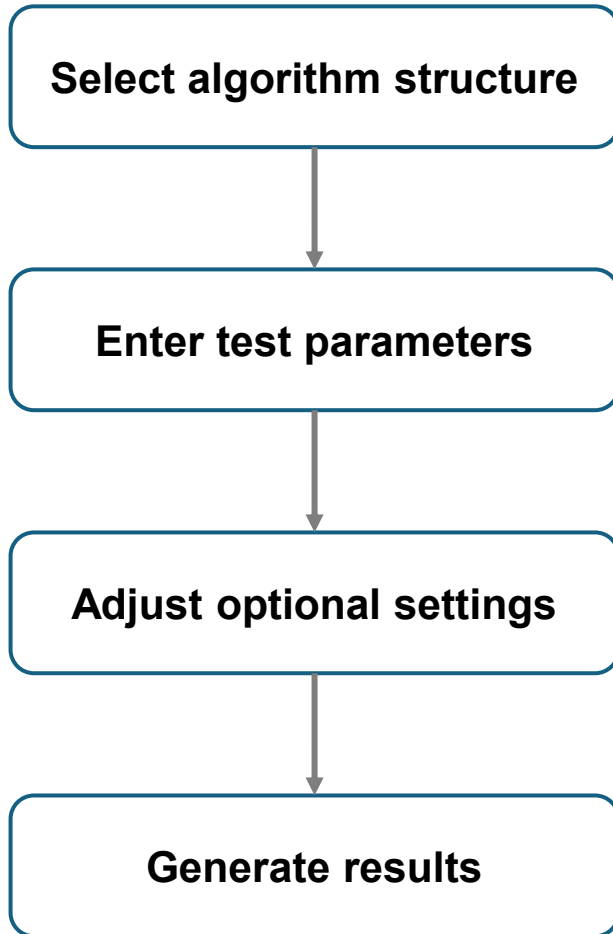 Select algorithm structure
Enter test parameters
Adjust optional settings
Generate results